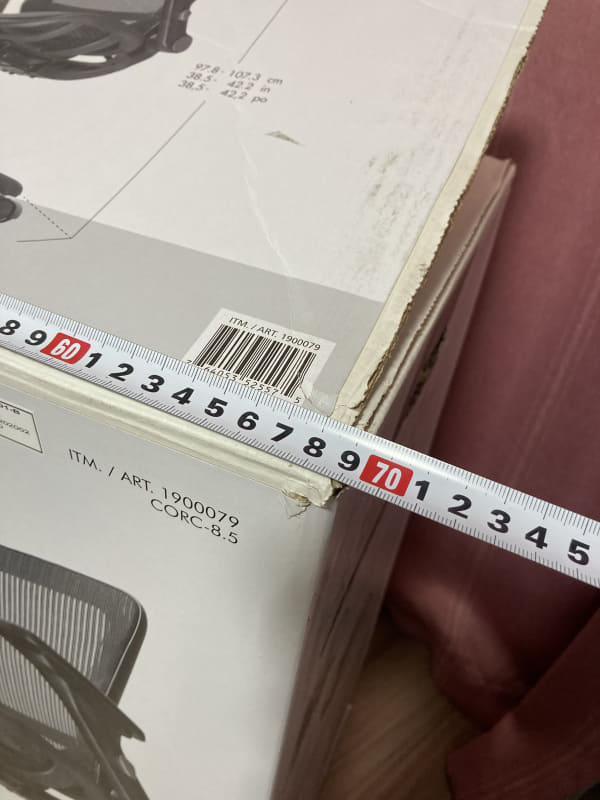 97.8 - 107.3 cm
38.5 - 42.2 in
38,5 - 42,2 po
ITM. / ART. 1900079
8 9 60 1 2 3 4 5 6 7 8 9 70 1 2 3 4 5
ITM. / ART. 1900079
CORC-8.5